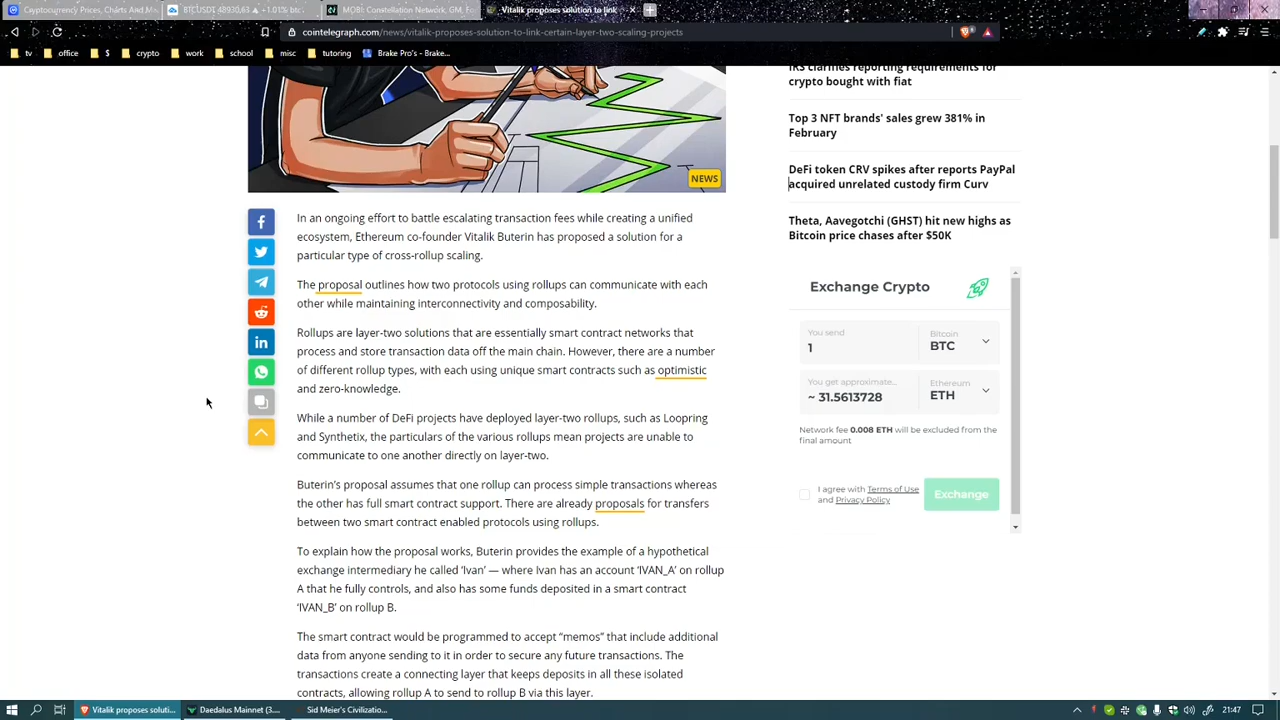 Cryptocurrency Prices, Charts And M
BTCUSDT 48930,63 ▲ +1.01% btc
MOBI: Constellation Network, GM, Fo
Vitalik proposes solution to link
cointelegraph.com/news/vitalik-proposes-solution-to-link-certain-layer-two-scaling-projects
tv
office
$
crypto
work
school
misc
tutoring
Brake Pro's - Brake...
NEWS
In an ongoing effort to battle escalating transaction fees while creating a unified
ecosystem, Ethereum co-founder Vitalik Buterin has proposed a solution for a
particular type of cross-rollup scaling.
The proposal outlines how two protocols using rollups can communicate with each
other while maintaining interconnectivity and composability.
Rollups are layer-two solutions that are essentially smart contract networks that
process and store transaction data off the main chain. However, there are a number
of different rollup types, with each using unique smart contracts such as optimistic
and zero-knowledge.
While a number of DeFi projects have deployed layer-two rollups, such as Loopring
and Synthetix, the particulars of the various rollups mean projects are unable to
communicate to one another directly on layer-two.
Buterin's proposal assumes that one rollup can process simple transactions whereas
the other has full smart contract support. There are already proposals for transfers
between two smart contract enabled protocols using rollups.
To explain how the proposal works, Buterin provides the example of a hypothetical
exchange intermediary he called 'Ivan' — where Ivan has an account 'IVAN_A' on rollup
A that he fully controls, and also has some funds deposited in a smart contract
'IVAN_B' on rollup B.
The smart contract would be programmed to accept “memos” that include additional
data from anyone sending to it in order to secure any future transactions. The
transactions create a connecting layer that keeps deposits in all these isolated
contracts, allowing rollup A to send to rollup B via this layer.
IRS clarifies reporting requirements for
crypto bought with fiat
Top 3 NFT brands' sales grew 381% in
February
DeFi token CRV spikes after reports PayPal
acquired unrelated custody firm Curv
Theta, Aavegotchi (GHST) hit new highs as
Bitcoin price chases after $50K
Exchange Crypto
You send
1
Bitcoin
BTC
You get approximate...
~ 31.5613728
Ethereum
ETH
Network fee 0.008 ETH will be excluded from the
final amount
I agree with Terms of Use
and Privacy Policy
Exchange
Vitalik proposes soluti...
Daedalus Mainnet (3....
Sid Meier's Civilizatio...
21:47